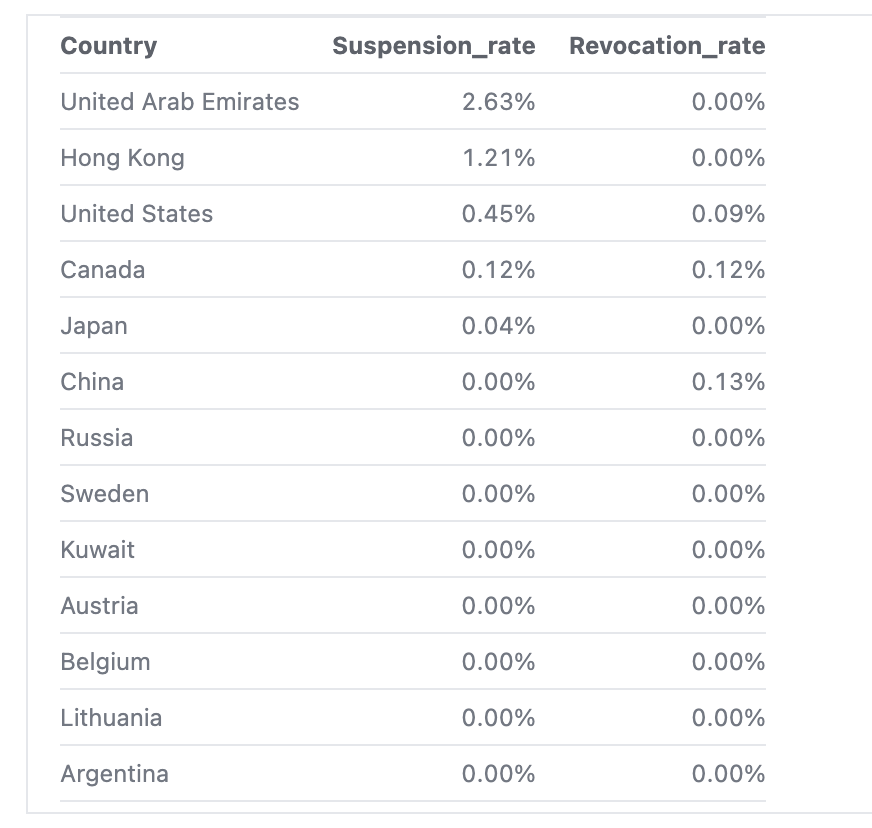 Country Suspension_rate Revocation_rate
United Arab Emirates 2.63% 0.00%
Hong Kong 1.21% 0.00%
United States 0.45% 0.09%
Canada 0.12% 0.12%
Japan 0.04% 0.00%
China 0.00% 0.13%
Russia 0.00% 0.00%
Sweden 0.00% 0.00%
Kuwait 0.00% 0.00%
Austria 0.00% 0.00%
Belgium 0.00% 0.00%
Lithuania 0.00% 0.00%
Argentina 0.00% 0.00%